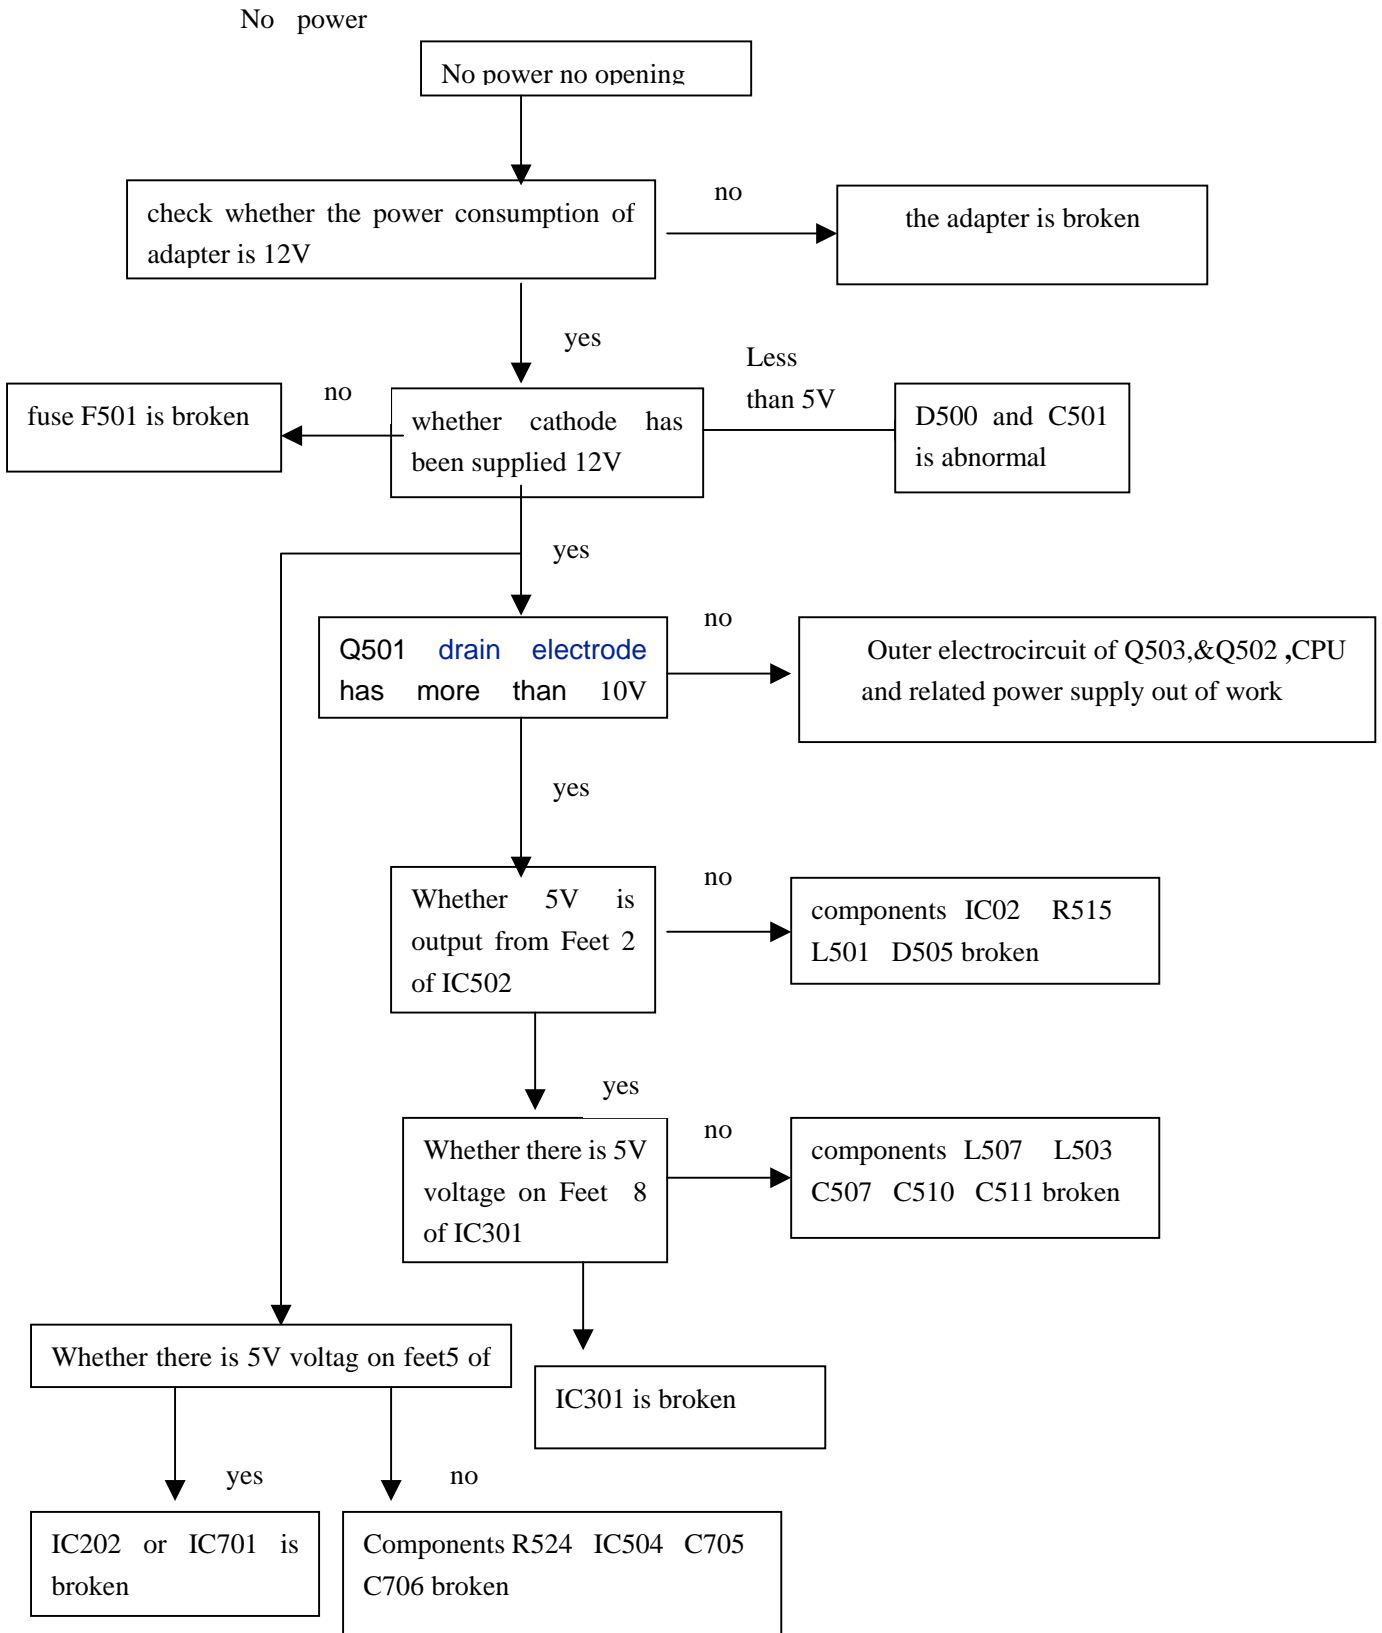 No power
No power no opening
check whether the power consumption of
adapter is 12V
no
the adapter is broken
yes
Less
than 5V
no
fuse F501 is broken
whether cathode has
been supplied 12V
D500 and C501
is abnormal
yes
Q501 drain electrode
has more than 10V
no
Outer electrocircuit of Q503,&Q502 ,CPU
and related power supply out of work
yes
Whether 5V is
output from Feet 2
of IC502
no
components IC02 R515
L501 D505 broken
yes
Whether there is 5V
voltage on Feet 8
of IC301
no
components L507 L503
C507 C510 C511 broken
Whether there is 5V voltag on feet5 of
IC301 is broken
yes
no
IC202 or IC701 is
broken
Components R524 IC504 C705
C706 broken